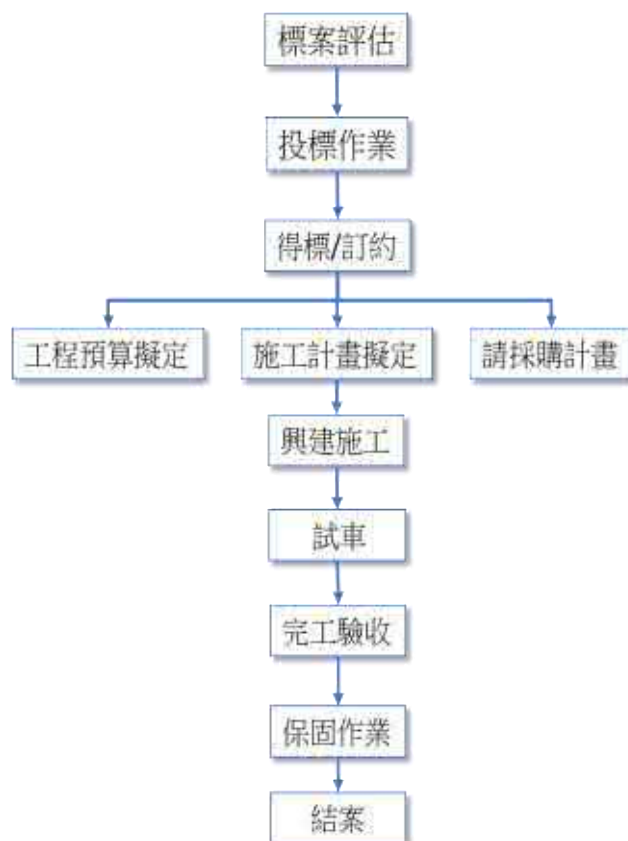 標案評估
投標作業
得標/訂約
工程預算擬定
施工計畫擬定
請採購計畫
興建施工
試車
完工驗收
保固作業
結案